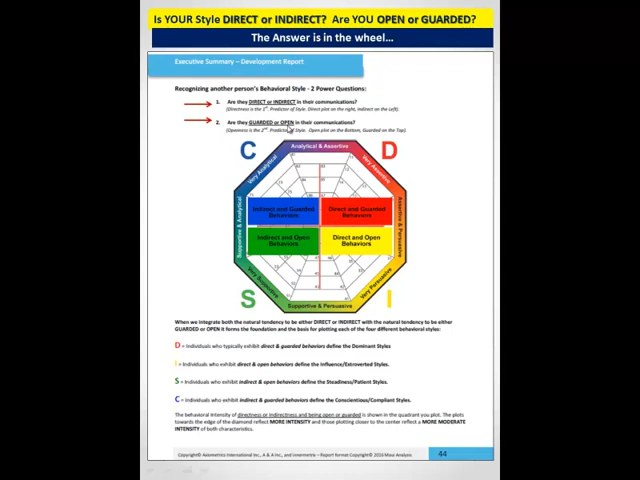 Is YOUR Style DIRECT or INDIRECT? Are YOU OPEN or GUARDED?
The Answer is in the wheel...
Executive Summary – Development Report
Recognizing another person's Behavioral Style - 2 Power Questions:
1. Are they DIRECT or INDIRECT in their communications?
(Directness is the 1st. Predictor of Style. Direct plot on the right, Indirect on the Left).
2. Are they GUARDED or OPEN in their communications?
(Openness is the 2nd. Predictor of Style. Open plot on the Bottom, Guarded on the Top).
C
D
Analytical & Assertive
Very Analytical
Very Assertive
Supportive & Analytical
Assertive & Persuasive
Indirect and Guarded Behaviors
Direct and Guarded
Behavior
Indirect and Open
Behaviors
Direct and Open
Behaviors
Very Supportive
Very Persuasive
Supportive & Persuasive
S
I
When we integrate both the natural tendency to be either DIRECT or INDIRECT with the natural tendency to be either
GUARDED or OPEN it forms the foundation and the basis for plotting each of the four different behavioral styles:
D = Individuals who typically exhibit direct & guarded behaviors define the Dominant Styles
I = Individuals who exhibit direct & open behaviors define the Influence/Extroverted Styles.
S = Individuals who exhibit indirect & open behaviors define the Steadiness/Patient Styles.
C = Individuals who exhibit indirect & guarded behaviors define the Conscientious/Compliant Styles.
The behavioral intensity of directness or indirectness and being open or guarded is shown in the quadrant you plot. The plots
towards the edge of the diamond reflect MORE INTENSITY and those plotting closer to the center reflect a MORE MODERATE
INTENSITY of both characteristics.
44